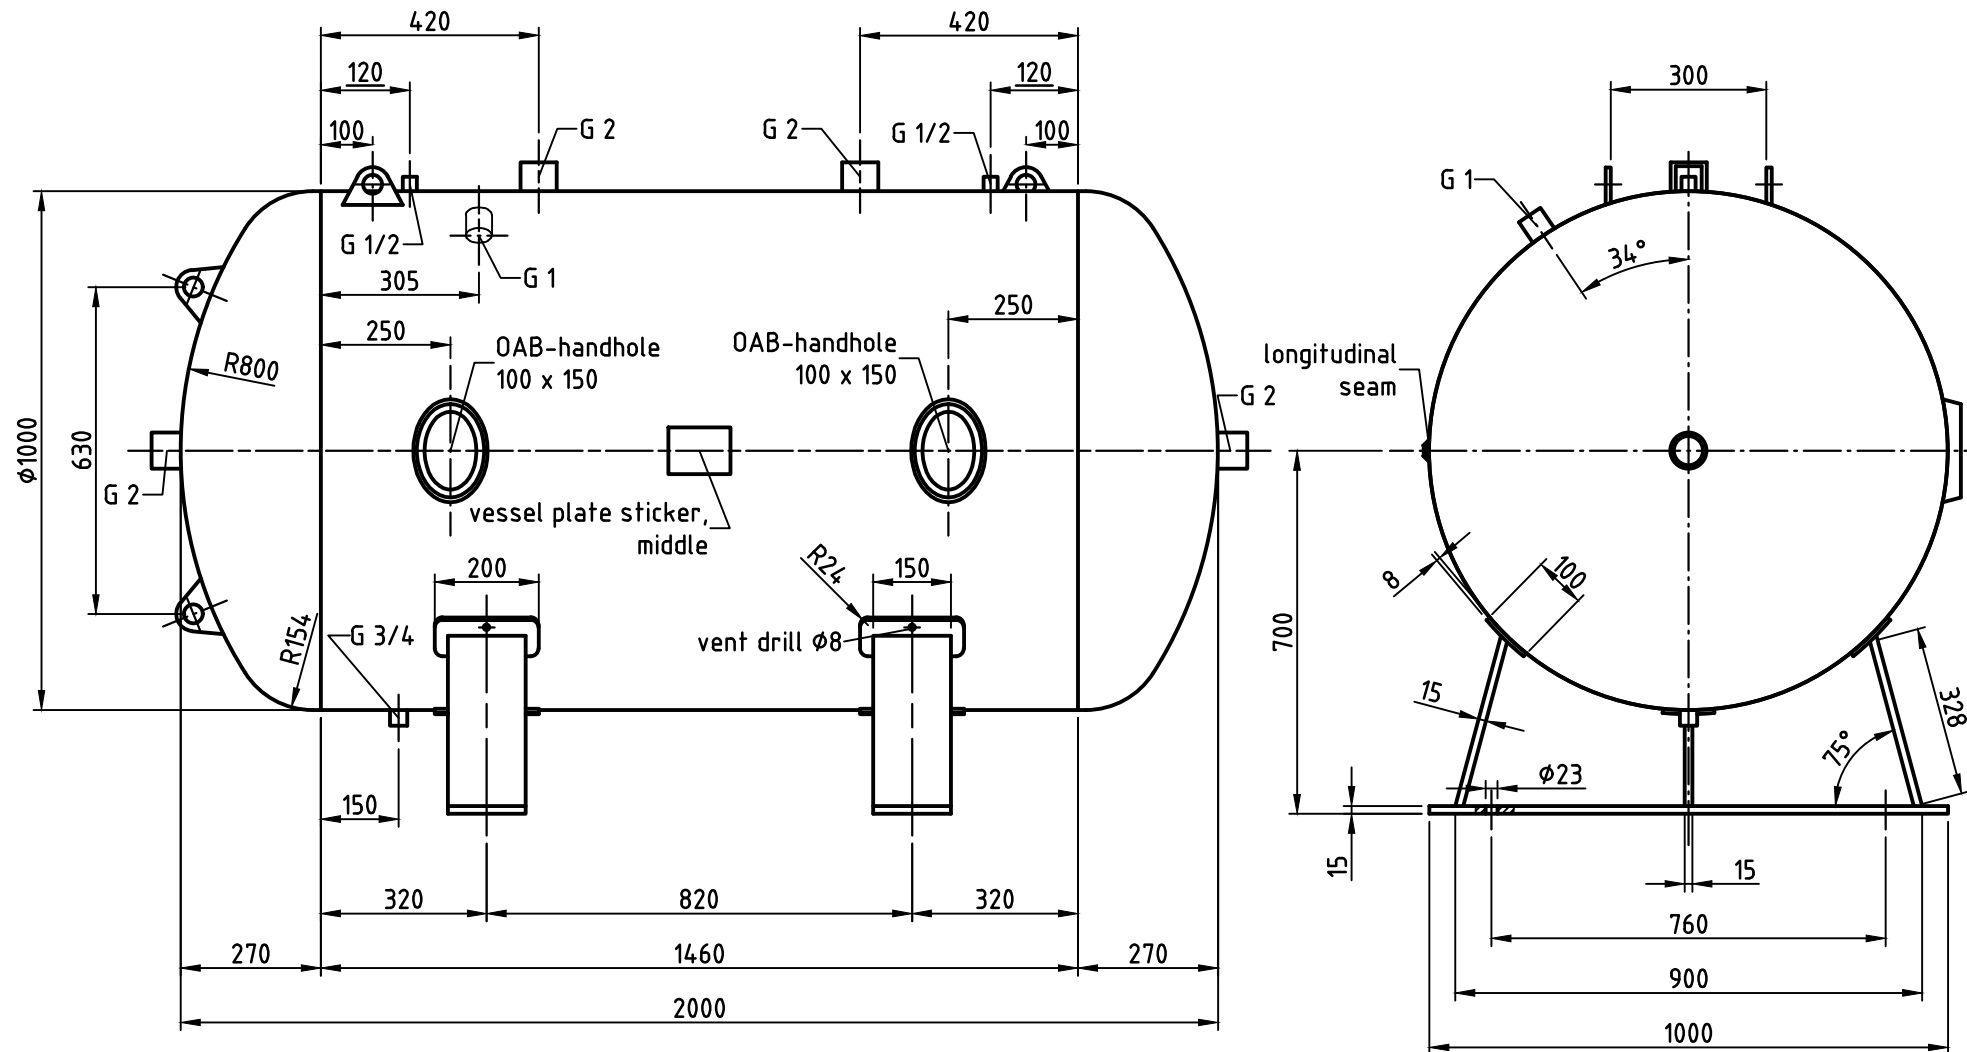 420
420
120
120
300
100
G 2
G 2
G 1/2
100
G 1
G 1/2
G 1
34°
305
250
250
OAB-handhole
100 x 150
OAB-handhole
100 x 150
longitudinal
seam
R800
G 2
ϕ1000
630
G 2
vessel plate sticker,
middle
200
R24
150
8
100
R154
G 3/4
vent drill ϕ8
700
15
328
75°
ϕ23
150
15
15
320
820
320
760
270
1460
270
900
2000
1000